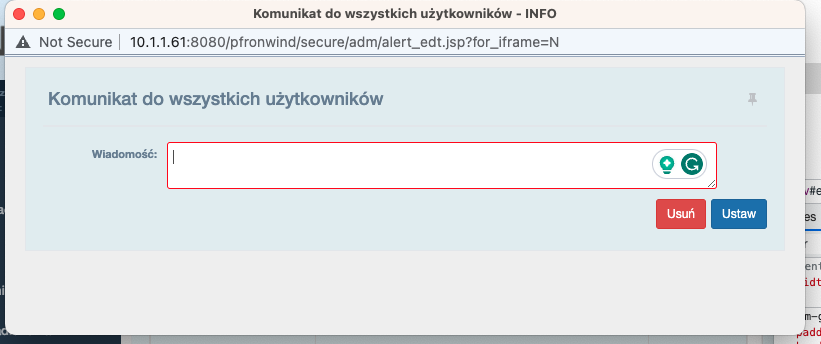 Komunikat do wszystkich użytkowników - INFO
Not Secure 10.1.1.61:8080/pfronwind/secure/adm/alert_edt.jsp?for_iframe=N
Komunikat do wszystkich użytkowników
Wiadomość:
Usuń Ustaw